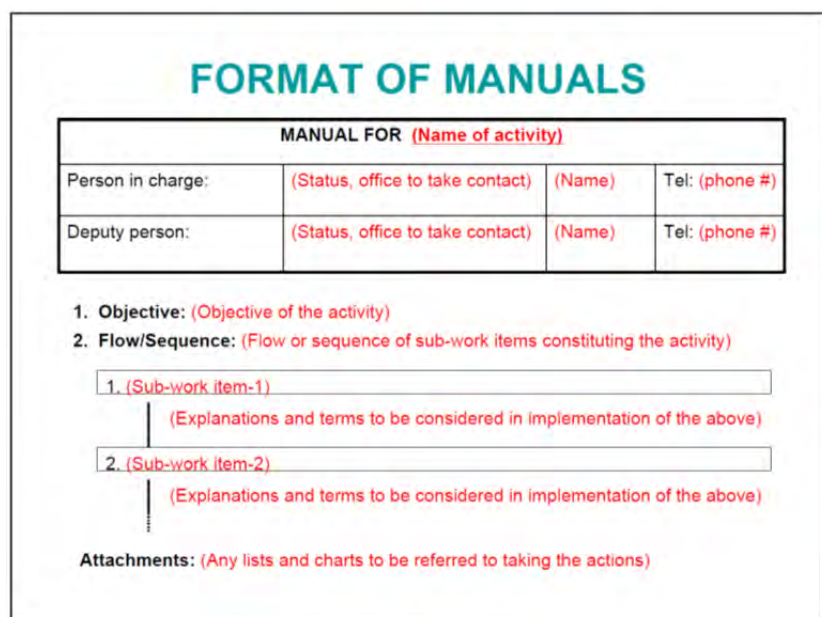 FORMAT OF MANUALS
MANUAL FOR (Name of activity)
Person in charge: (Status, office to take contact) (Name) Tel: (phone #)
Deputy person: (Status, office to take contact) (Name) Tel: (phone #)
1. Objective: (Objective of the activity)
2. Flow/Sequence: (Flow or sequence of sub-work items constituting the activity)
1. (Sub-work item-1)
(Explanations and terms to be considered in implementation of the above)
2. (Sub-work item-2)
(Explanations and terms to be considered in implementation of the above)
Attachments: (Any lists and charts to be referred to taking the actions)